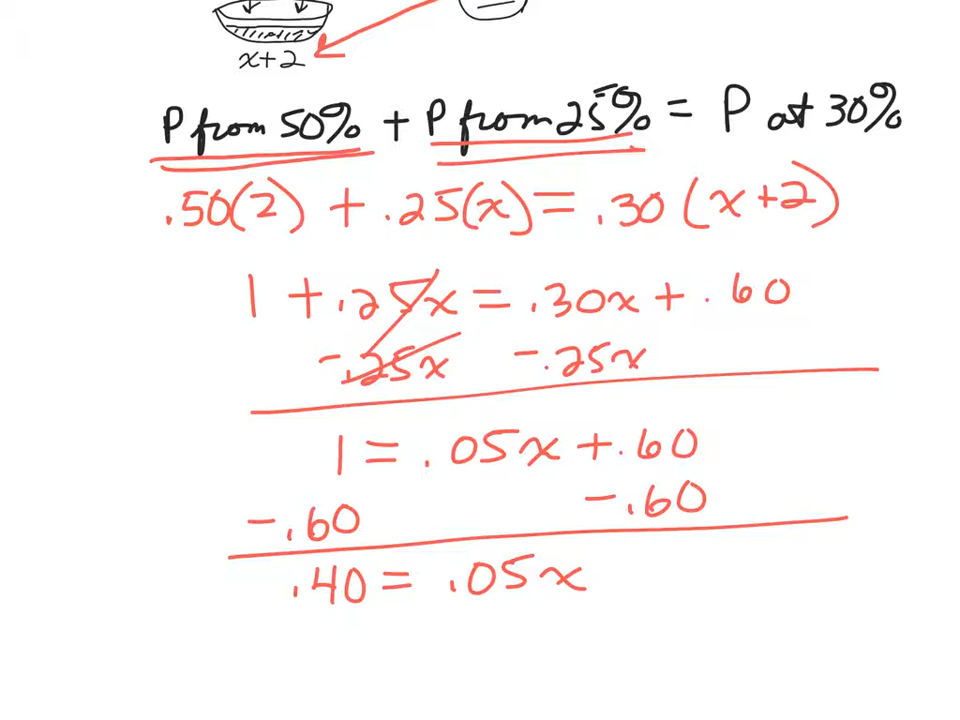 x+2
P from 50% + P from 25% = P at 30%
.50(2) + .25(x) = .30(x+2)
1 + .25x = .30x + .60
-.25x -.25x
1 = .05x + .60
-.60 -.60
.40 = .05x